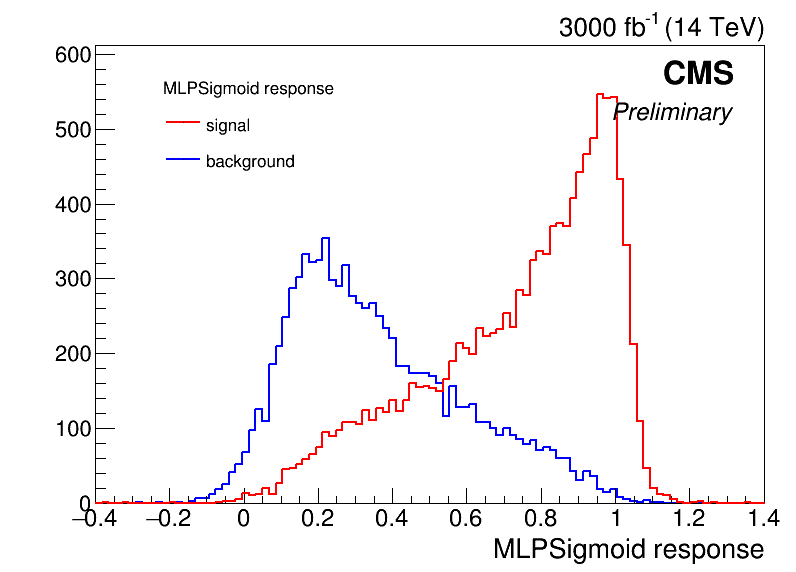 3000 fb-1 (14 TeV)
CMS
Preliminary
MLPSigmoid response
signal
background
600
500
400
300
200
100
0
−0.4 −0.2 0 0.2 0.4 0.6 0.8 1 1.2 1.4
MLPSigmoid response